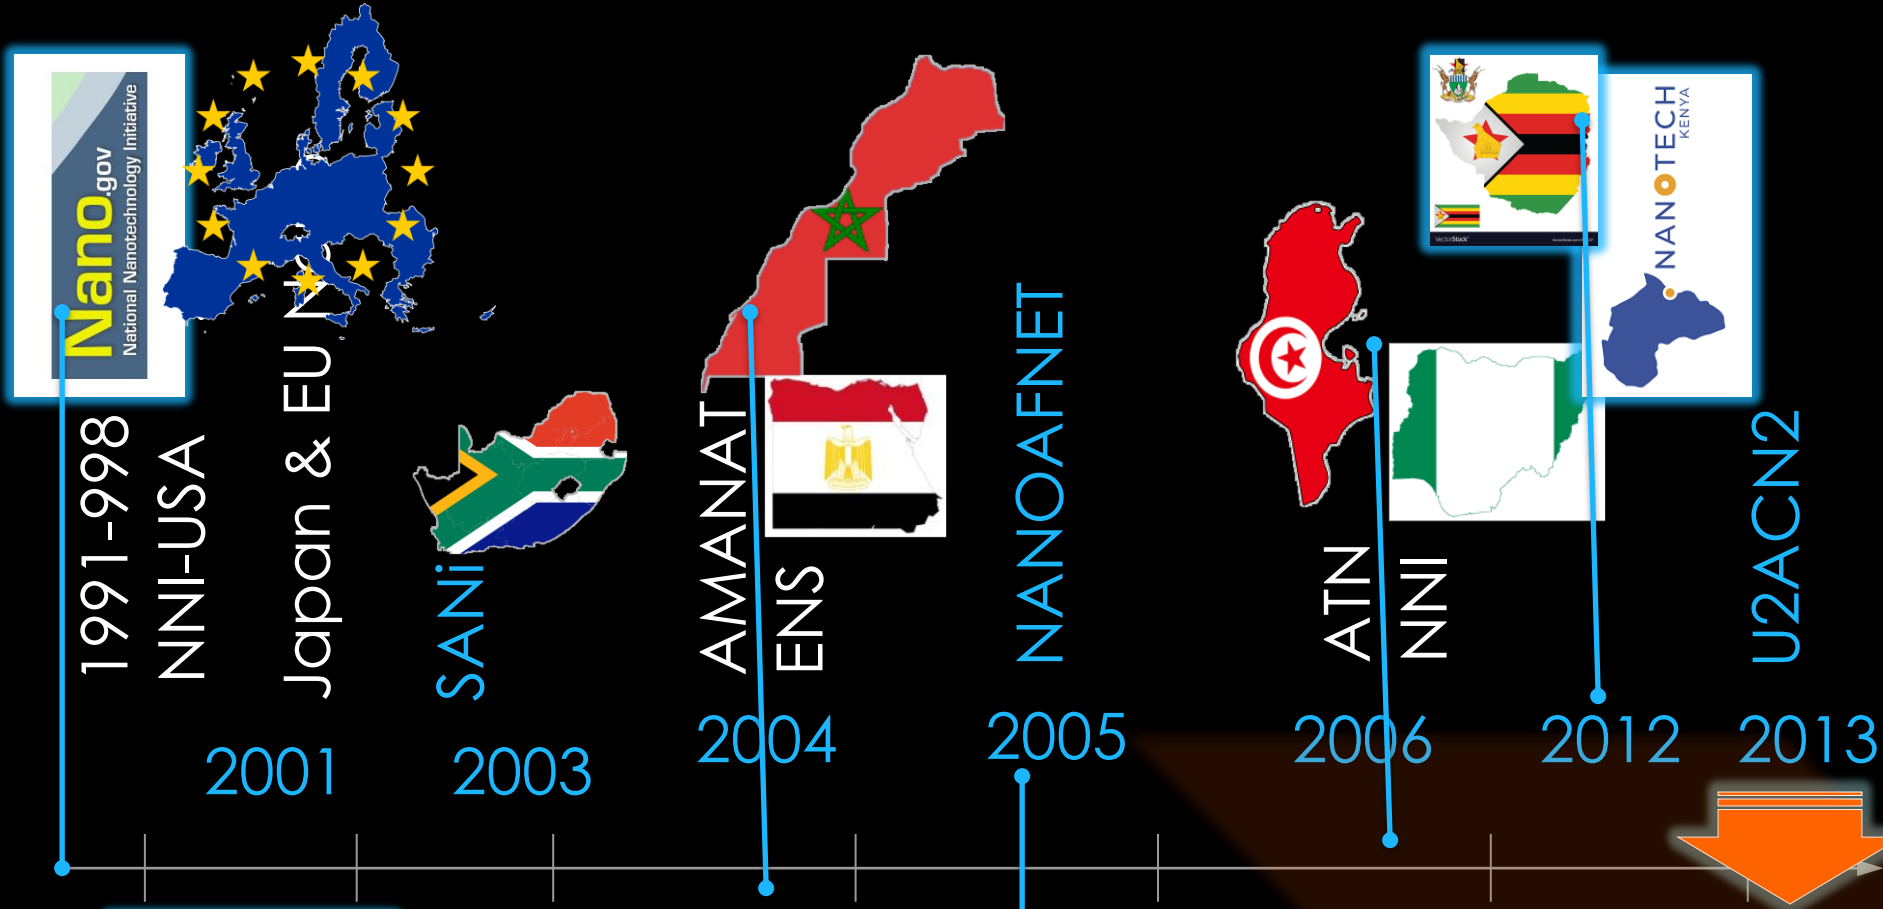 Nano.gov
National Nanotechnology Initiative
1991-998
NNI-USA
Japan & EU
SANi
AMANAT
ENS
NANOAFNET
ATN
NNI
VectorStock
NANOTECH
KENYA
U2ACN2
2001
2003
2004
2005
2006
2012
2013